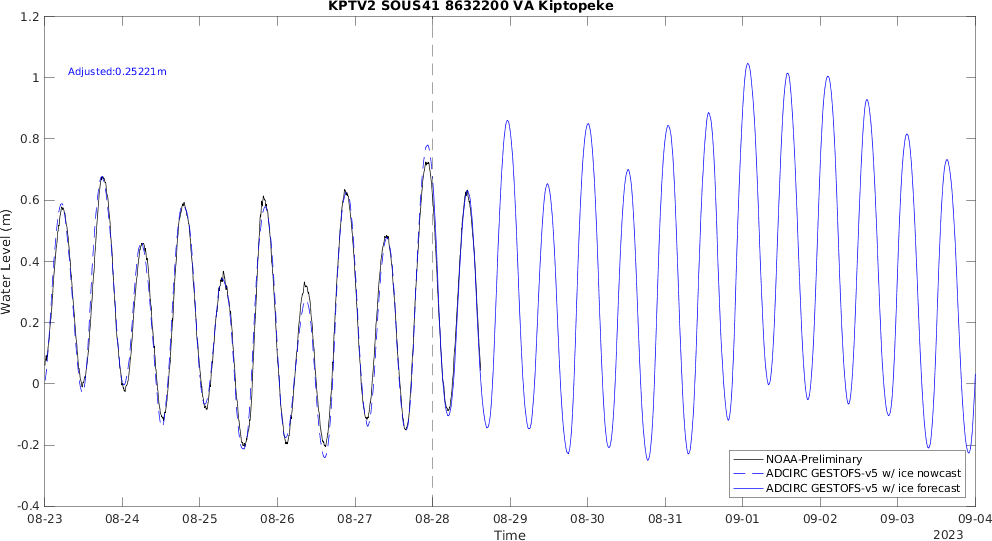 KPTV2 SOUS41 8632200 VA Kiptopeke
1.2
1
0.8
0.6
0.4
0.2
0
-0.2
-0.4
Water Level (m)
Adjusted:0.25221m
NOAA-Preliminary
ADCIRC GESTOFS-v5 w/ ice nowcast
ADCIRC GESTOFS-v5 w/ ice forecast
08-23 08-24 08-25 08-26 08-27 08-28 08-29 08-30 08-31 09-01 09-02 09-03 09-04
Time
2023